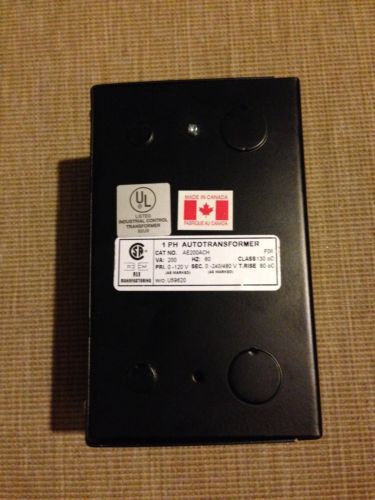 UL
LISTED
INDUSTRIAL CONTROL
TRANSFORMER
MADE IN CANADA
FABRIQUÉ AU CANADA
1 PH AUTOTRANSFORMER
CAT NO. AE200ACH
VA: 200 HZ: 60 CLASS 130 oC
PRI. 0 -120 V SEC. 0 -240/480 V T.RISE 80 oC
(AS MARKED) (AS MARKED)
W/O: U59620